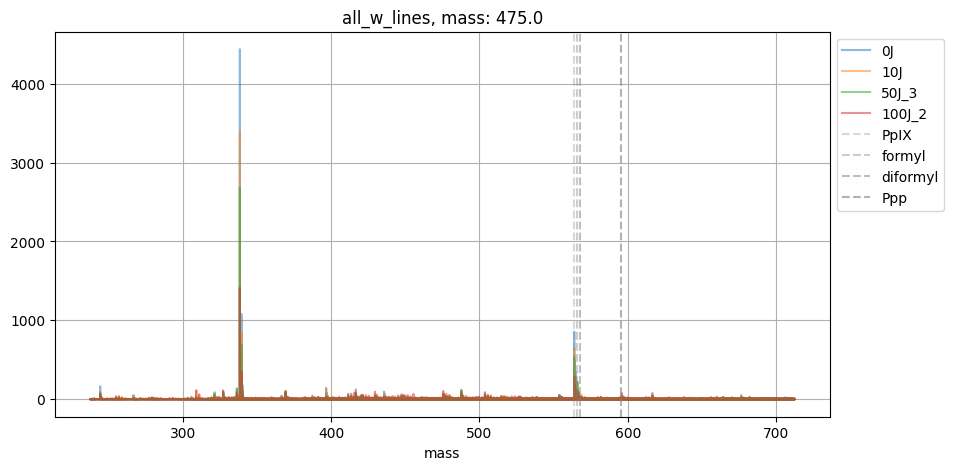 all_w_lines, mass: 475.0
4000
3000
2000
1000
0
300
400
500
600
700
mass
0J
10J
50J_3
100J_2
PpIX
formyl
diformyl
Ppp